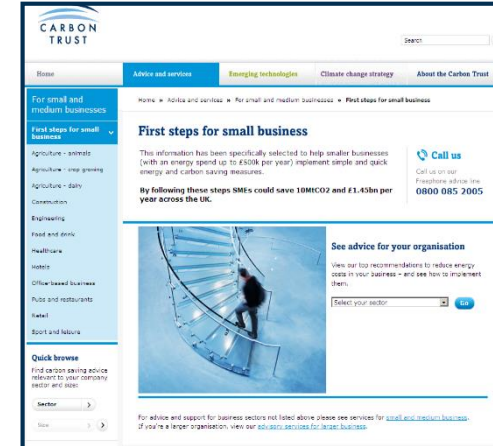 CARBON
TRUST
Search
Home
Advice and services
Emerging technologies
Climate change strategy
About the Carbon Trust
For small and
medium businesses
First steps for small
business
Agriculture - animals
Agriculture - crop growing
Agriculture - dairy
Construction
Engineering
Food and drink
Healthcare
Hotels
Office based business
Pubs and restaurants
Retail
Sport and leisure
Quick browse
Find carbon saving advice
relevant to your company
sector and size:
Sector
Size
Home » Advice and services » For small and medium businesses » First steps for small business
First steps for small business
This information has been specifically selected to help smaller businesses
(with an energy spend up to £500k per year) implement simple and quick
energy and carbon saving measures.
By following these steps SMEs could save 10MtCO2 and £1.45bn per
year across the UK.
Call us
Call us on our
Freephone advice line
0800 085 2005
See advice for your organisation
View our top recommendations to reduce energy
costs in your business – and see how to implement
them.
Select your sector
Go
For advice and support for business sectors not listed above please see services for small and medium business.
If you're a larger organisation, view our advisory services for larger business.